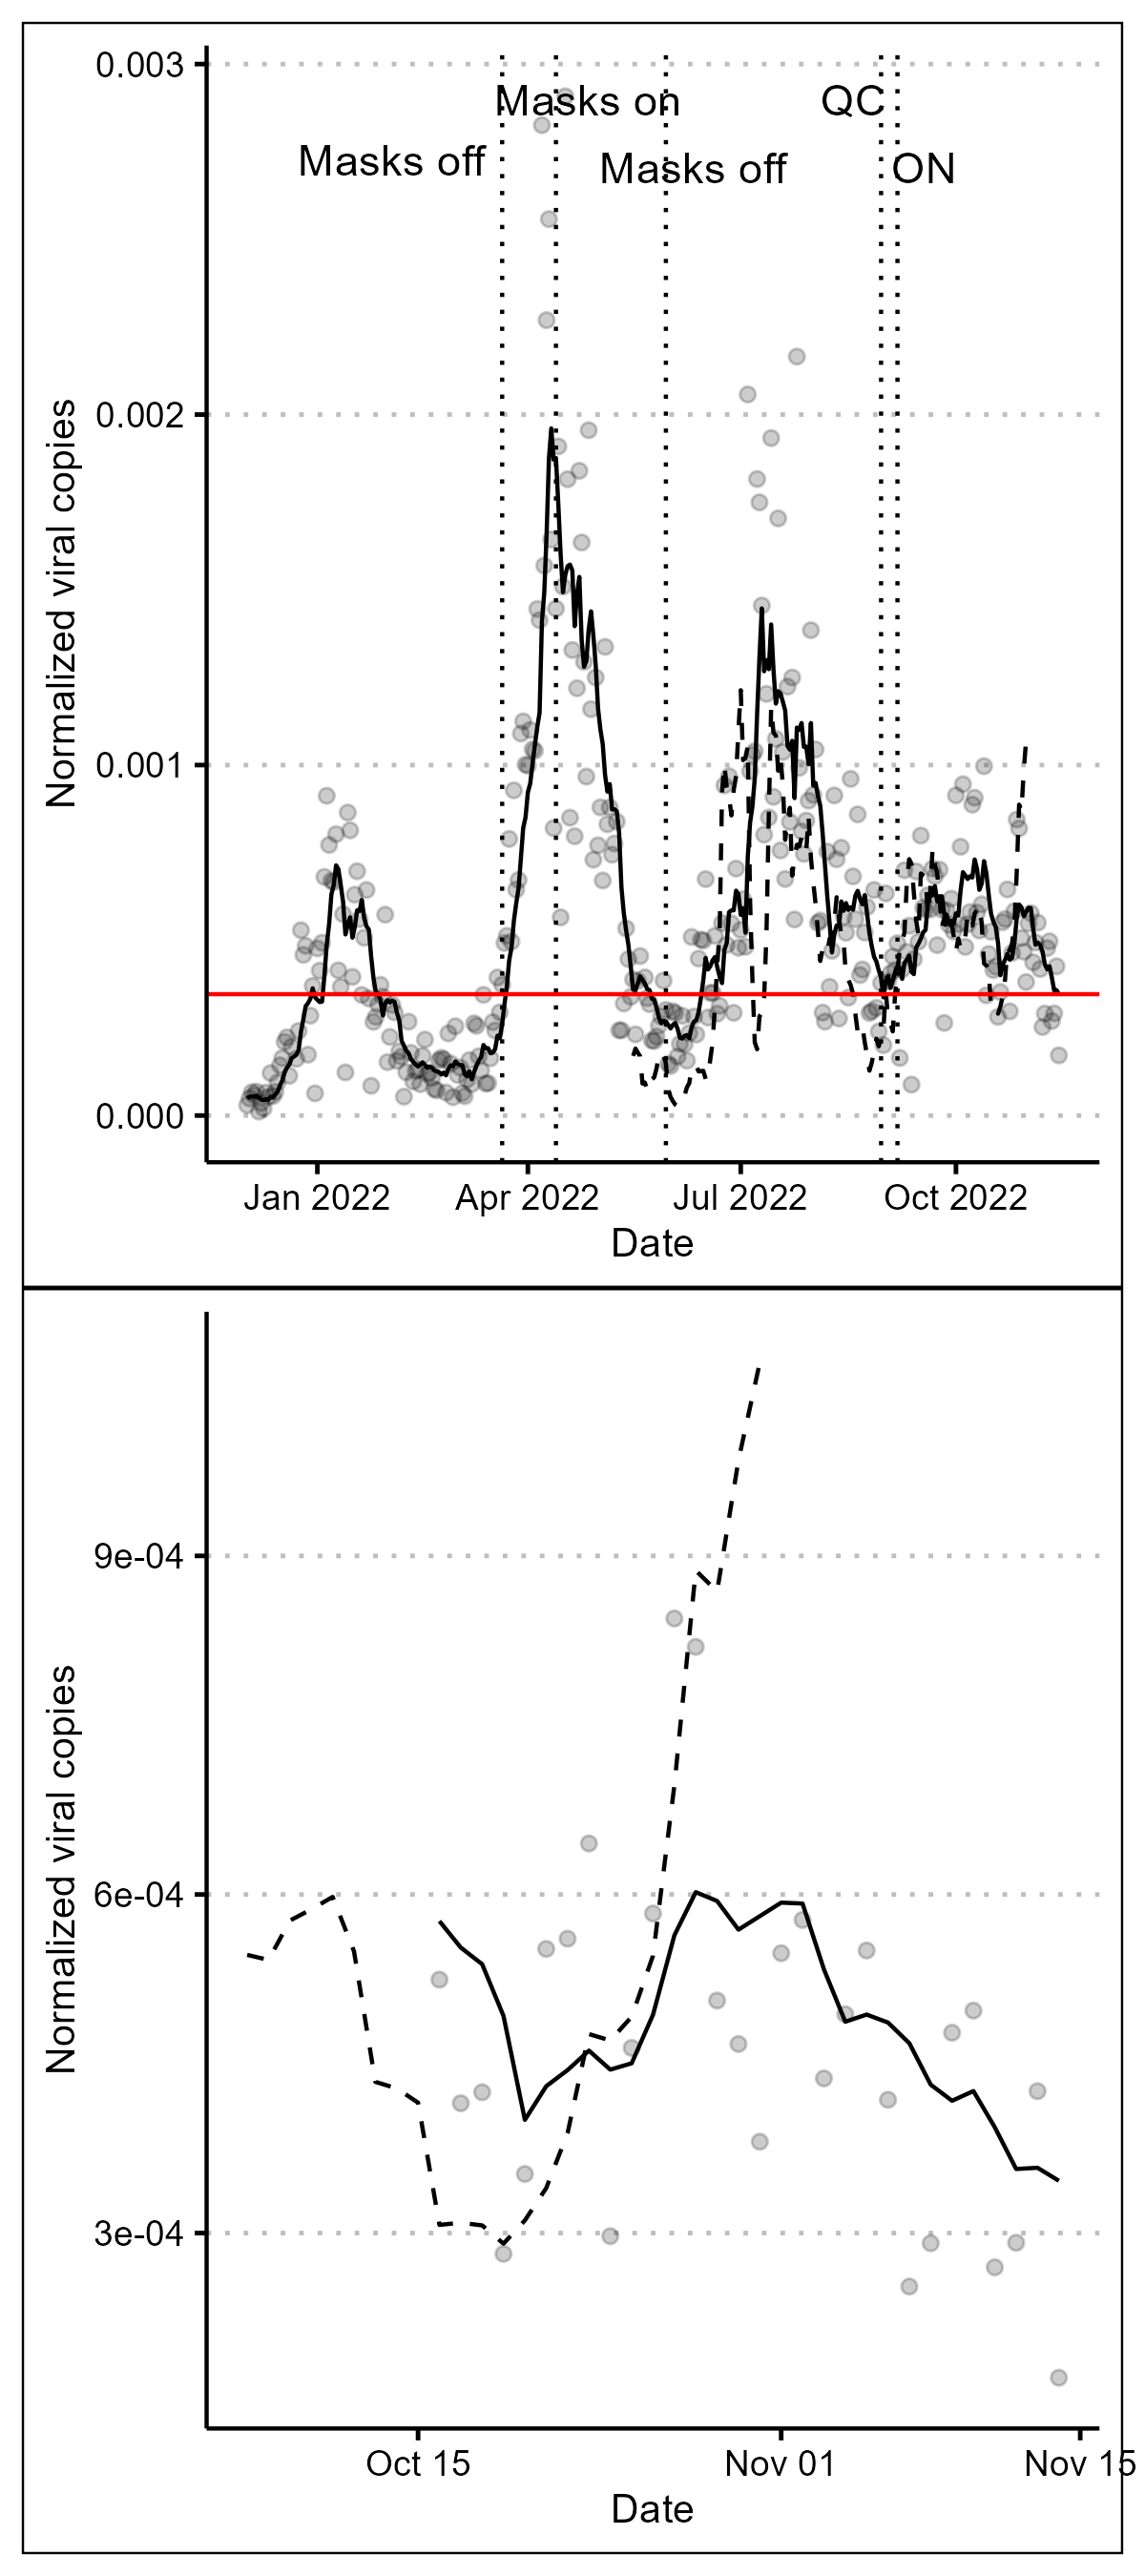 0.003
Masks on
QC
Masks off
Masks off
ON
0.002
Normalized viral copies
0.001
0.000
Jan 2022
Apr 2022
Jul 2022
Oct 2022
Date
9e-04
Normalized viral copies
6e-04
3e-04
Oct 15
Nov 01
Nov 15
Date